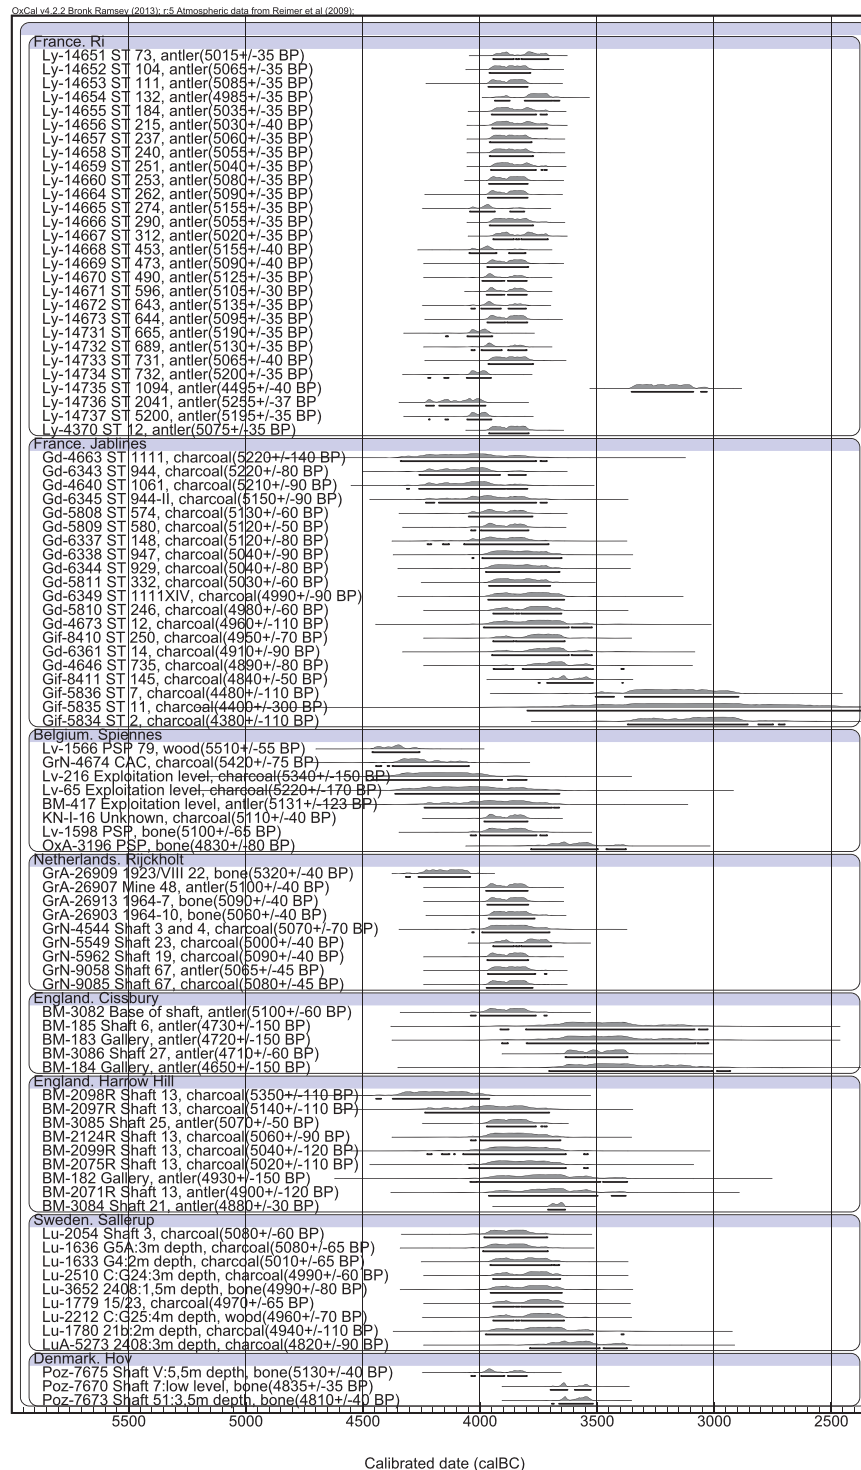 OxCal v4.2.2 Bronk Ramsey (2013); r:5 Atmospheric data from Reimer et al (2009);
France. Ri
Ly-14651 ST 73, antler(5015+/-35 BP)
Ly-14652 ST 104, antler(5065+/-35 BP)
Ly-14653 ST 111, antler(5085+/-35 BP)
Ly-14654 ST 132, antler(4985+/-35 BP)
Ly-14655 ST 184, antler(5035+/-35 BP)
Ly-14656 ST 215, antler(5030+/-40 BP)
Ly-14657 ST 237, antler(5060+/-35 BP)
Ly-14658 ST 240, antler(5055+/-35 BP)
Ly-14659 ST 251, antler(5040+/-35 BP)
Ly-14660 ST 253, antler(5080+/-35 BP)
Ly-14664 ST 262, antler(5090+/-35 BP)
Ly-14665 ST 274, antler(5155+/-35 BP)
Ly-14666 ST 290, antler(5055+/-35 BP)
Ly-14667 ST 312, antler(5020+/-35 BP)
Ly-14668 ST 453, antler(5155+/-40 BP)
Ly-14669 ST 473, antler(5090+/-40 BP)
Ly-14670 ST 490, antler(5125+/-35 BP)
Ly-14671 ST 596, antler(5105+/-30 BP)
Ly-14672 ST 643, antler(5135+/-35 BP)
Ly-14673 ST 644, antler(5095+/-35 BP)
Ly-14731 ST 665, antler(5190+/-35 BP)
Ly-14732 ST 689, antler(5130+/-35 BP)
Ly-14733 ST 731, antler(5065+/-40 BP)
Ly-14734 ST 732, antler(5200+/-35 BP)
Ly-14735 ST 1094, antler(4495+/-40 BP)
Ly-14736 ST 2041, antler(5255+/-37 BP)
Ly-14737 ST 5200, antler(5195+/-35 BP)
Ly-4370 ST 12, antler(5075+/-35 BP)
France. Jablines
Gd-4663 ST 1111, charcoal(5220+/-140 BP)
Gd-6343 ST 944, charcoal(5220+/-80 BP)
Gd-4640 ST 1061, charcoal(5210+/-90 BP)
Gd-6345 ST 944-II, charcoal(5150+/-90 BP)
Gd-5808 ST 574, charcoal(5130+/-60 BP)
Gd-5809 ST 580, charcoal(5120+/-50 BP)
Gd-6337 ST 148, charcoal(5120+/-80 BP)
Gd-6338 ST 947, charcoal(5040+/-90 BP)
Gd-6344 ST 929, charcoal(5040+/-80 BP)
Gd-5811 ST 332, charcoal(5030+/-60 BP)
Gd-6349 ST 1111XIV, charcoal(4990+/-90 BP)
Gd-5810 ST 246, charcoal(4980+/-60 BP)
Gd-4673 ST 12, charcoal(4960+/-110 BP)
Gif-8410 ST 250, charcoal(4950+/-70 BP)
Gd-6361 ST 14, charcoal(4910+/-90 BP)
Gd-4646 ST 735, charcoal(4890+/-80 BP)
Gif-8411 ST 145, charcoal(4840+/-50 BP)
Gif-5836 ST 7, charcoal(4480+/-110 BP)
Gif-5835 ST 11, charcoal(4400+/-300 BP)
Gif-5834 ST 2, charcoal(4380+/-110 BP)
Belgium. Spiennes
Lv-1566 PSP 79, wood(5510+/-55 BP)
GrN-4674 CAC, charcoal(5420+/-75 BP)
Lv-216 Exploitation level, charcoal(5340+/-150 BP)
Lv-65 Exploitation level, charcoal(5220+/-170 BP)
BM-417 Exploitation level, antler(5131+/-123 BP)
KN-I-16 Unknown, charcoal(5110+/-40 BP)
Lv-1598 PSP, bone(5100+/-65 BP)
OxA-3196 PSP, bone(4830+/-80 BP)
Netherlands. Rijckholt
GrA-26909 1923/VIII 22, bone(5320+/-40 BP)
GrA-26907 Mine 48, antler(5100+/-40 BP)
GrA-26913 1964-7, bone(5090+/-40 BP)
GrA-26903 1964-10, bone(5060+/-40 BP)
GrN-4544 Shaft 3 and 4, charcoal(5070+/-70 BP)
GrN-5549 Shaft 23, charcoal(5000+/-40 BP)
GrN-5962 Shaft 19, charcoal(5090+/-40 BP)
GrN-9058 Shaft 67, antler(5065+/-45 BP)
GrN-9085 Shaft 67, charcoal(5080+/-45 BP)
England. Cissbury
BM-3082 Base of shaft, antler(5100+/-60 BP)
BM-185 Shaft 6, antler(4730+/-150 BP)
BM-183 Gallery, antler(4720+/-150 BP)
BM-3086 Shaft 27, antler(4710+/-60 BP)
BM-184 Gallery, antler(4650+/-150 BP)
England. Harrow Hill
BM-2098R Shaft 13, charcoal(5350+/-110 BP)
BM-2097R Shaft 13, charcoal(5140+/-110 BP)
BM-3085 Shaft 25, antler(5070+/-50 BP)
BM-2124R Shaft 13, charcoal(5060+/-90 BP)
BM-2099R Shaft 13, charcoal(5040+/-120 BP)
BM-2075R Shaft 13, charcoal(5020+/-110 BP)
BM-182 Gallery, antler(4930+/-150 BP)
BM-2071R Shaft 13, antler(4900+/-120 BP)
BM-3084 Shaft 21, antler(4880+/-30 BP)
Sweden. Sallerup
Lu-2054 Shaft 3, charcoal(5080+/-60 BP)
Lu-1636 G5A:3m depth, charcoal(5080+/-65 BP)
Lu-1633 G4:2m depth, charcoal(5010+/-65 BP)
Lu-2510 C:G24:3m depth, charcoal(4990+/-60 BP)
Lu-3652 2408:1,5m depth, bone(4990+/-80 BP)
Lu-1779 15/23, charcoal(4970+/-65 BP)
Lu-2212 C:G25:4m depth, wood(4960+/-70 BP)
Lu-1780 21b:2m depth, charcoal(4940+/-110 BP)
LuA-5273 2408:3m depth, charcoal(4820+/-90 BP)
Denmark. Hov
Poz-7675 Shaft V:5,5m depth, bone(5130+/-40 BP)
Poz-7670 Shaft 7:low level, bone(4835+/-35 BP)
Poz-7673 Shaft 51:3,5m depth, bone(4810+/-40 BP)
5500 5000 4500 4000 3500 3000 2500
Calibrated date (calBC)